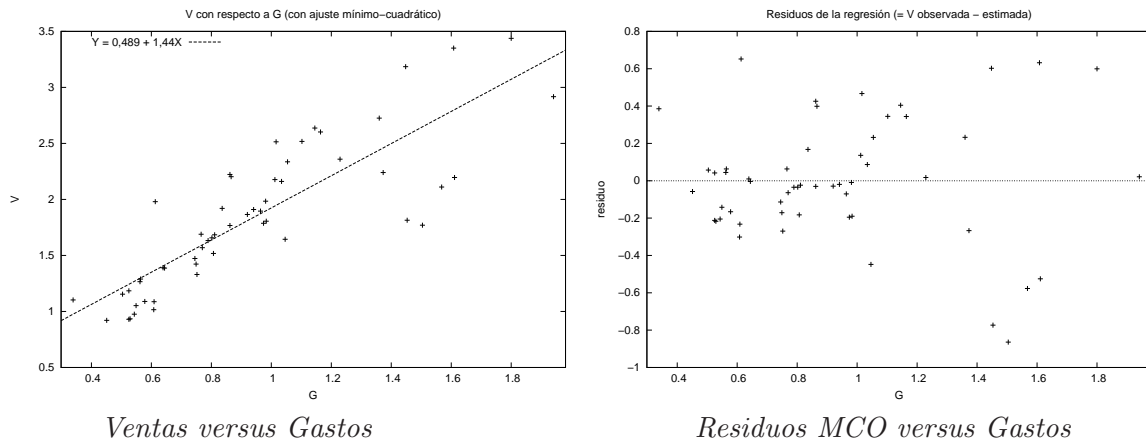 V con respecto a G (con ajuste mínimo−cuadrático)
Y = 0,489 + 1,44X
3.5
3
2.5
2
1.5
1
0.5
V
0.4 0.6 0.8 1 1.2 1.4 1.6 1.8
G
Ventas versus Gastos
Residuos de la regresión (= V observada − estimada)
0.8
0.6
0.4
0.2
0
−0.2
−0.4
−0.6
−0.8
−1
residuo
0.4 0.6 0.8 1 1.2 1.4 1.6 1.8
G
Residuos MCO versus Gastos